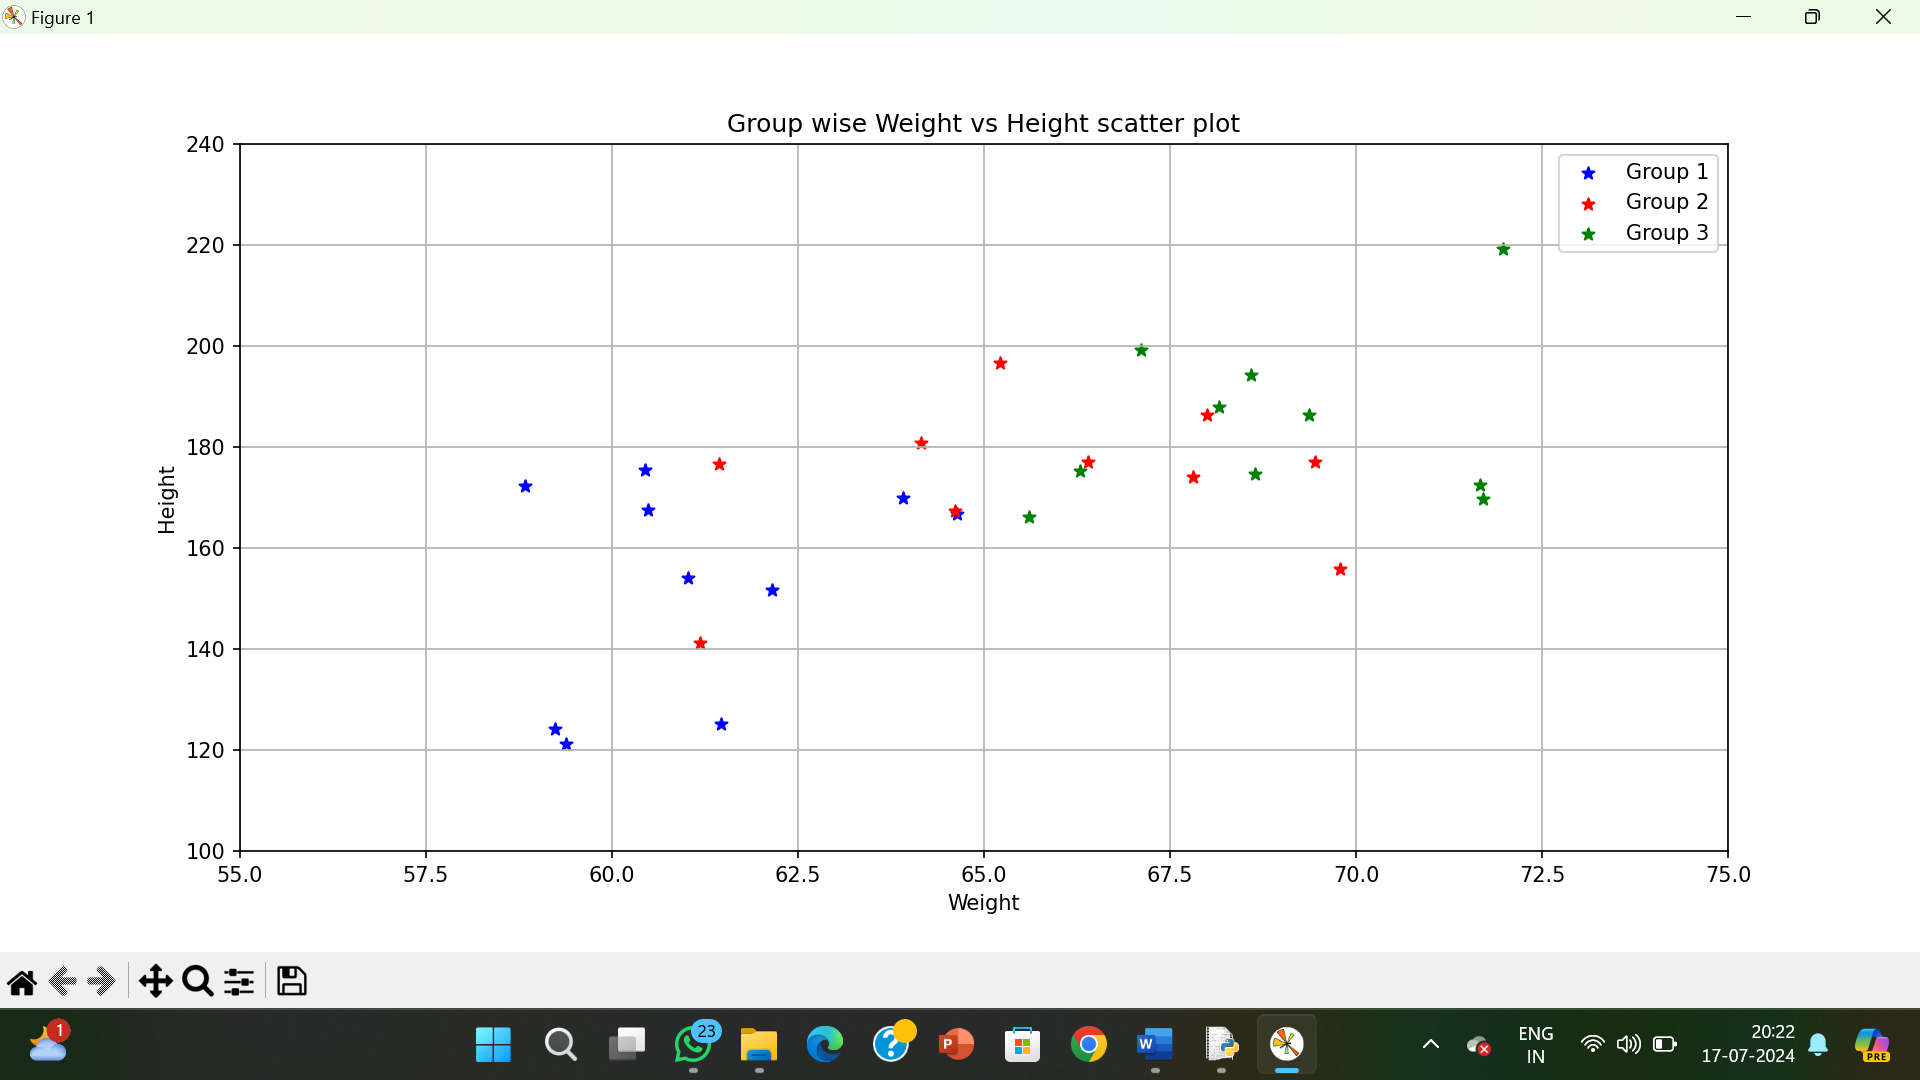 Figure 1
Group wise Weight vs Height scatter plot
240
220
200
180
160
140
120
100
Height
Group 1
Group 2
Group 3
55.0 57.5 60.0 62.5 65.0 67.5 70.0 72.5 75.0
Weight
1
23
P
?
W
ENG
IN
20:22
17-07-2024
PRE